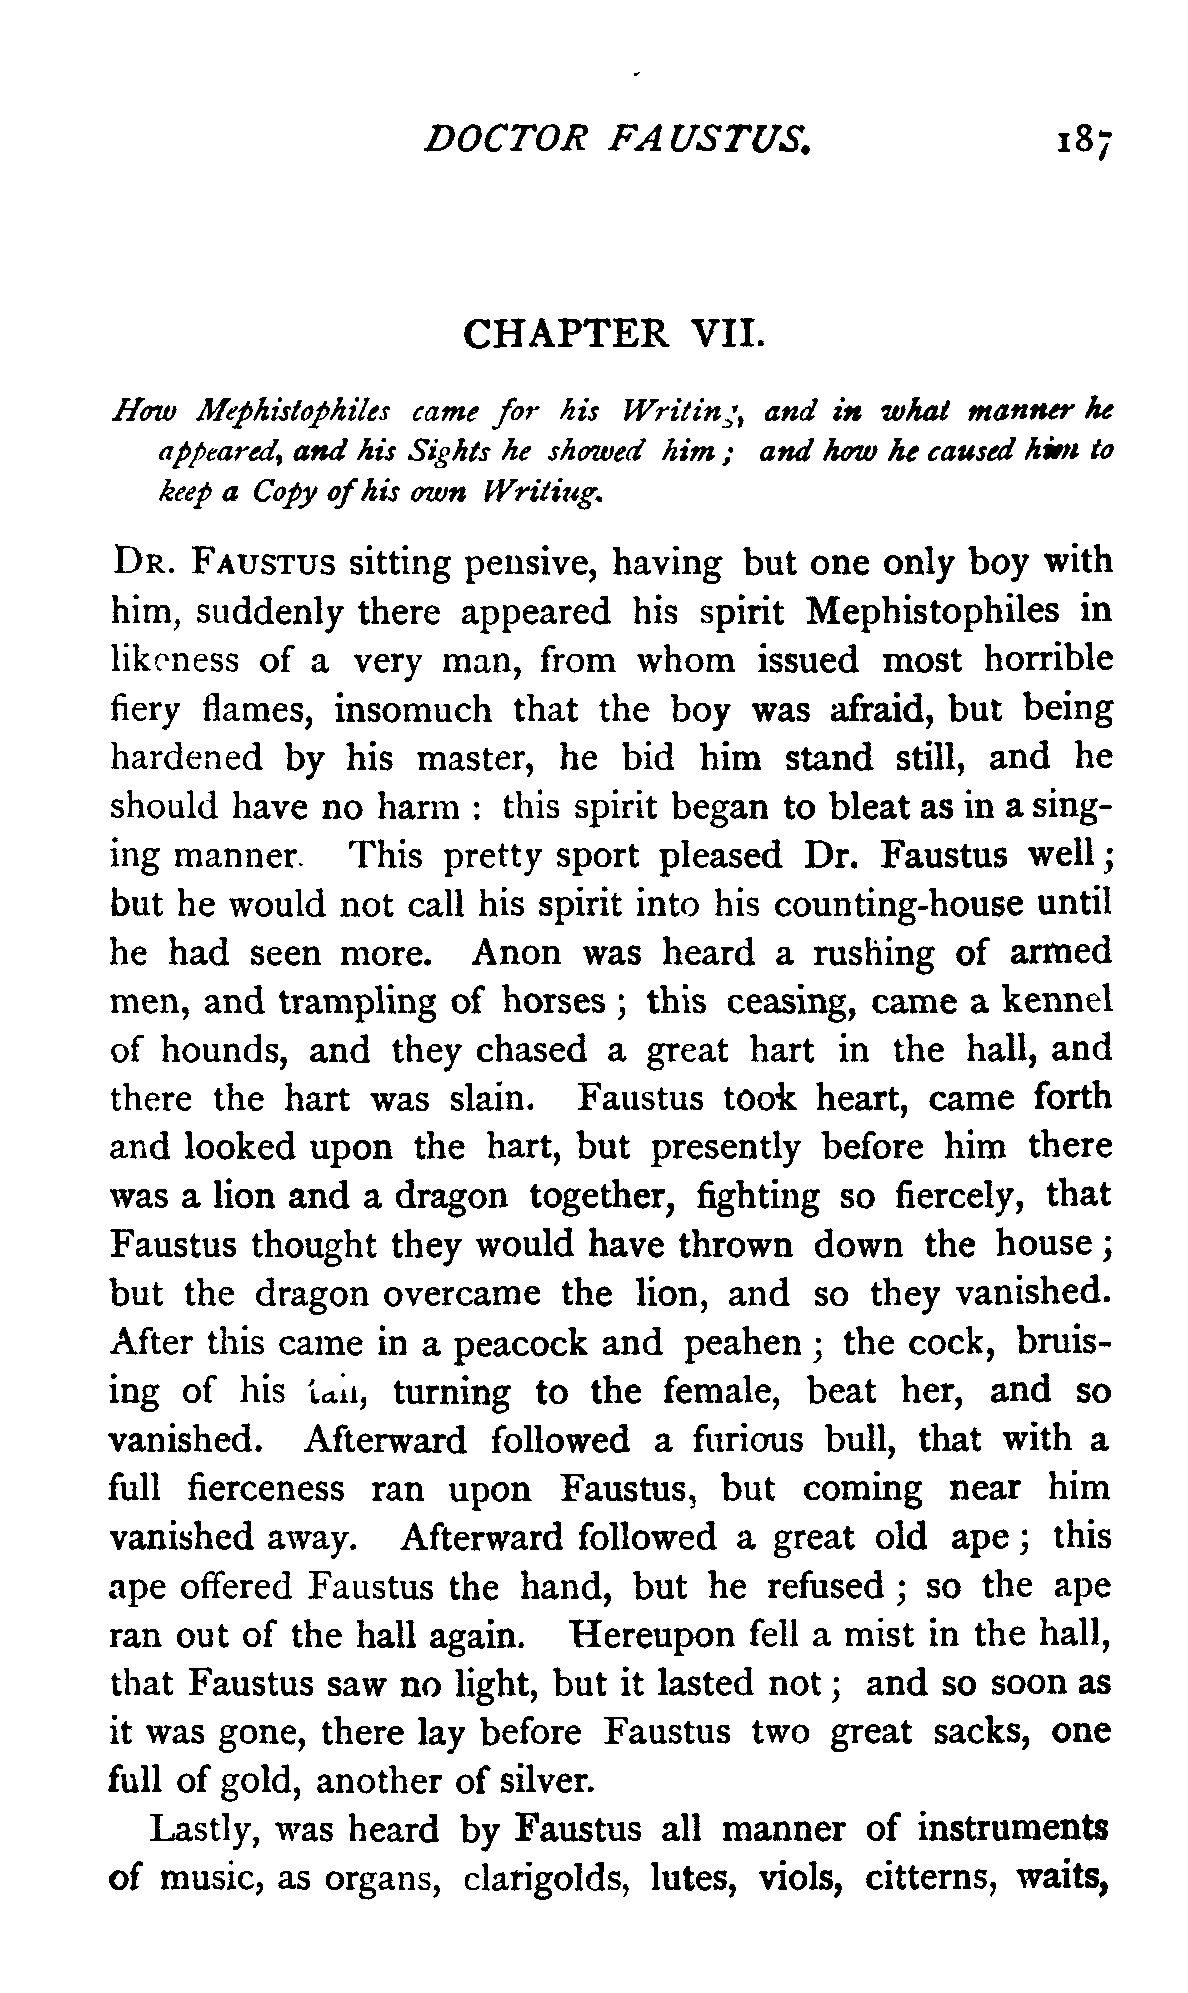 DOCTOR FAUSTUS. 187
CHAPTER VII.
How Mephistophiles came for his Writing, and in what manner he
appeared, and his Sights he showed him ; and how he caused him to
keep a Copy of his own Writiug.
DR. FAUSTUS sitting pensive, having but one only boy with
him, suddenly there appeared his spirit Mephistophiles in
likeness of a very man, from whom issued most horrible
fiery flames, insomuch that the boy was afraid, but being
hardened by his master, he bid him stand still, and he
should have no harm : this spirit began to bleat as in a sing-
ing manner. This pretty sport pleased Dr. Faustus well ;
but he would not call his spirit into his counting-house until
he had seen more. Anon was heard a rushing of armed
men, and trampling of horses ; this ceasing, came a kennel
of hounds, and they chased a great hart in the hall, and
there the hart was slain. Faustus took heart, came forth
and looked upon the hart, but presently before him there
was a lion and a dragon together, fighting so fiercely, that
Faustus thought they would have thrown down the house ;
but the dragon overcame the lion, and so they vanished.
After this came in a peacock and peahen ; the cock, bruis-
ing of his tail, turning to the female, beat her, and so
vanished. Afterward followed a furious bull, that with a
full fierceness ran upon Faustus, but coming near him
vanished away. Afterward followed a great old ape ; this
ape offered Faustus the hand, but he refused ; so the ape
ran out of the hall again. Hereupon fell a mist in the hall,
that Faustus saw no light, but it lasted not ; and so soon as
it was gone, there lay before Faustus two great sacks, one
full of gold, another of silver.
Lastly, was heard by Faustus all manner of instruments
of music, as organs, clarigolds, lutes, viols, citterns, waits,